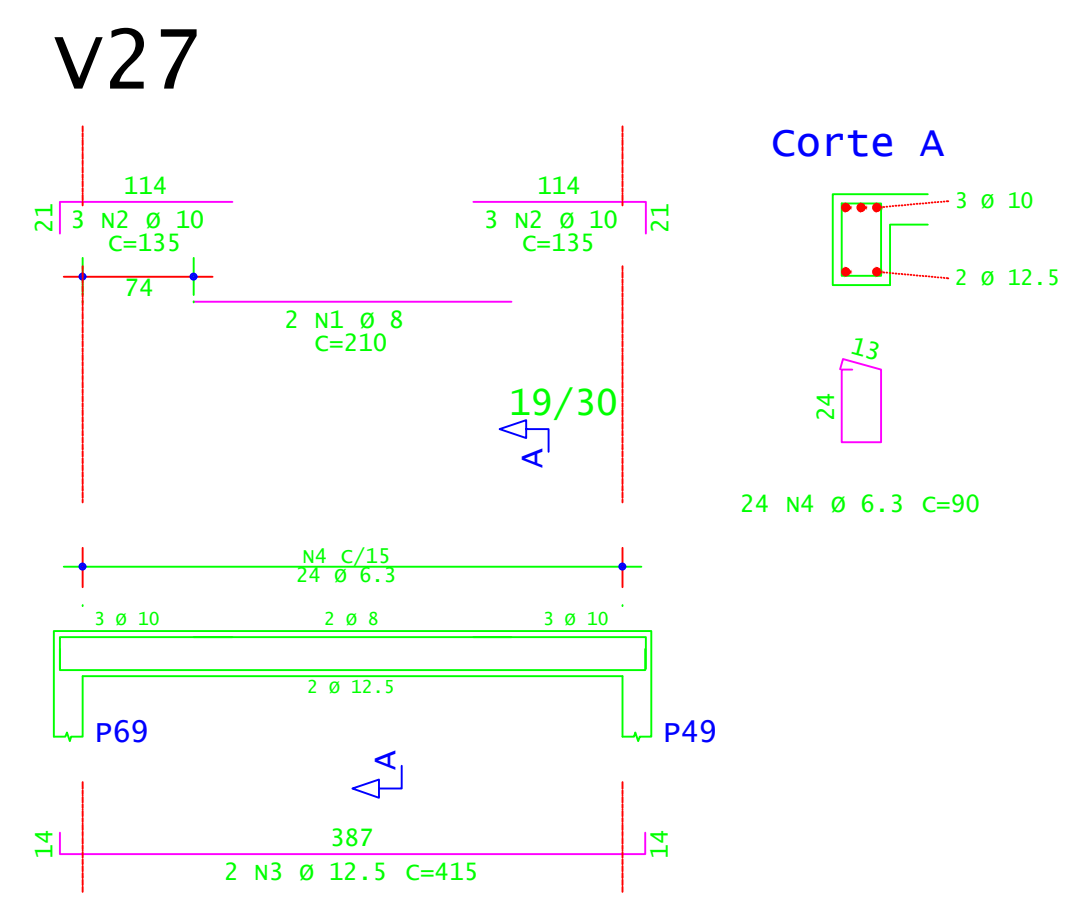 V27
Corte A
114
114
21
3 N2 Ø 10
3 N2 Ø 10
21
C=135
C=135
3 Ø 10
74
2 Ø 12.5
2 N1 Ø 8
C=210
13
19/30
24
A
24 N4 Ø 6.3 C=90
N4 C/15
24 Ø 6.3
3 Ø 10
2 Ø 8
3 Ø 10
2 Ø 12.5
P69
P49
A
14
387
14
2 N3 Ø 12.5 C=415